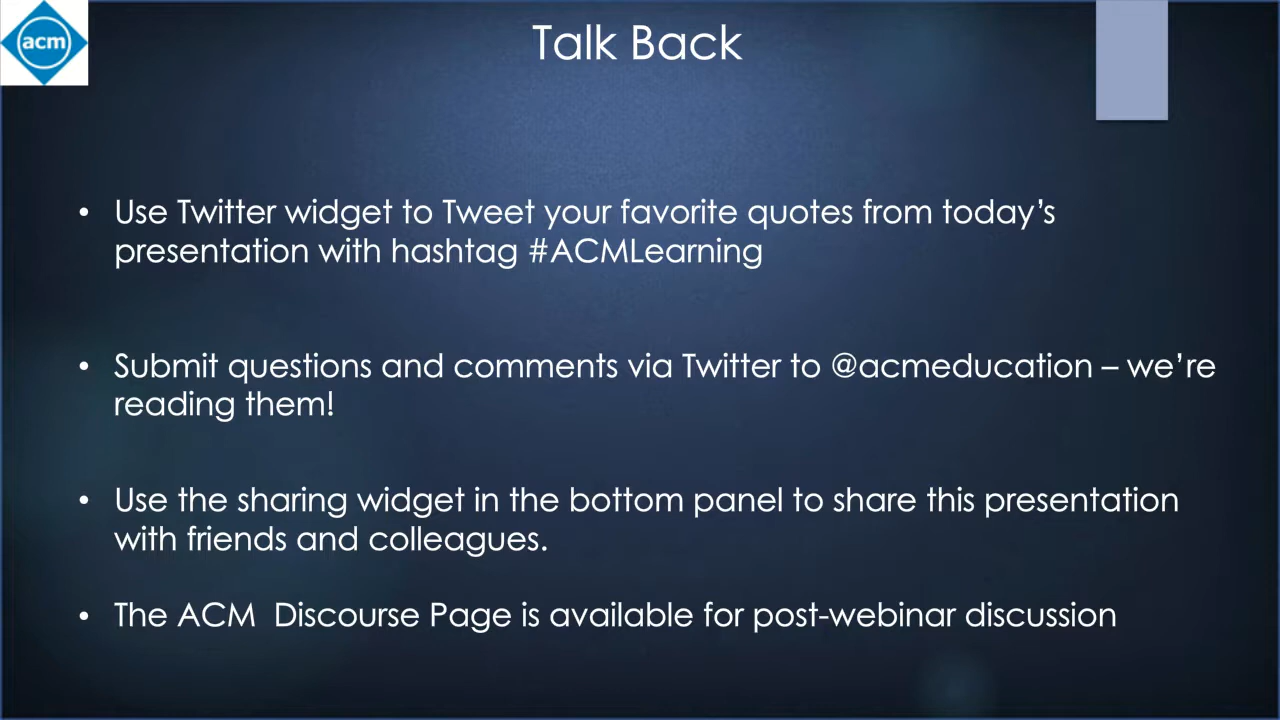 acm
Talk Back
• Use Twitter widget to Tweet your favorite quotes from today’s
presentation with hashtag #ACMLearning
• Submit questions and comments via Twitter to @acmeducation – we’re
reading them!
• Use the sharing widget in the bottom panel to share this presentation
with friends and colleagues.
• The ACM  Discourse Page is available for post-webinar discussion